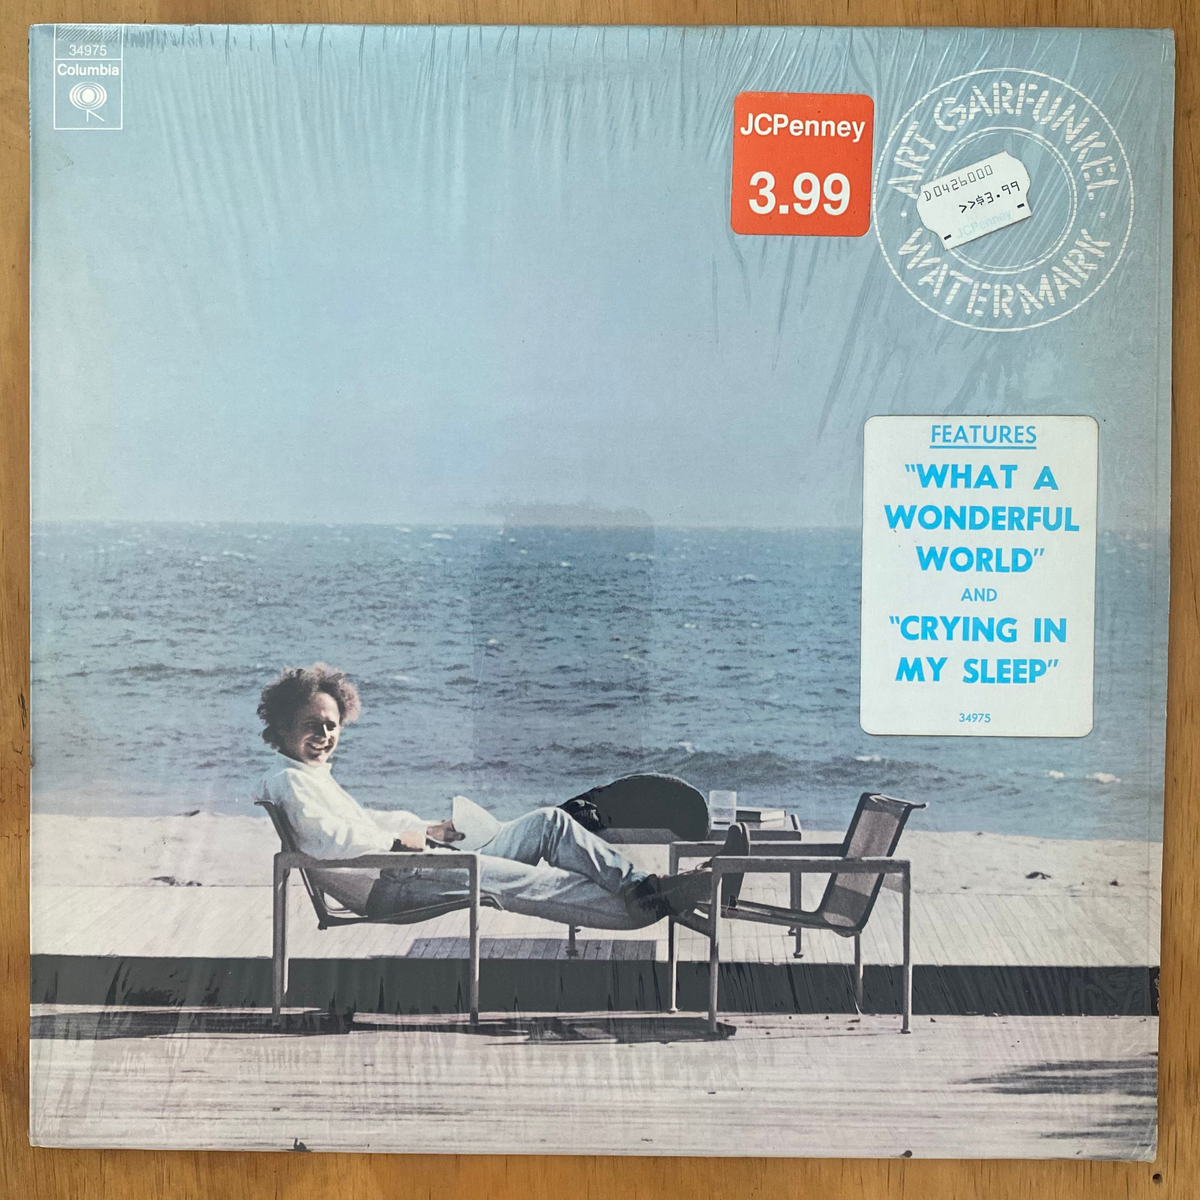 34975
Columbia
JCPenney
3.99
ART GARFUNKEL
WATERMARK
D0426000
>>$3.99
JCPenney
FEATURES
"WHAT A
WONDERFUL
WORLD"
AND
"CRYING IN
MY SLEEP"
34975